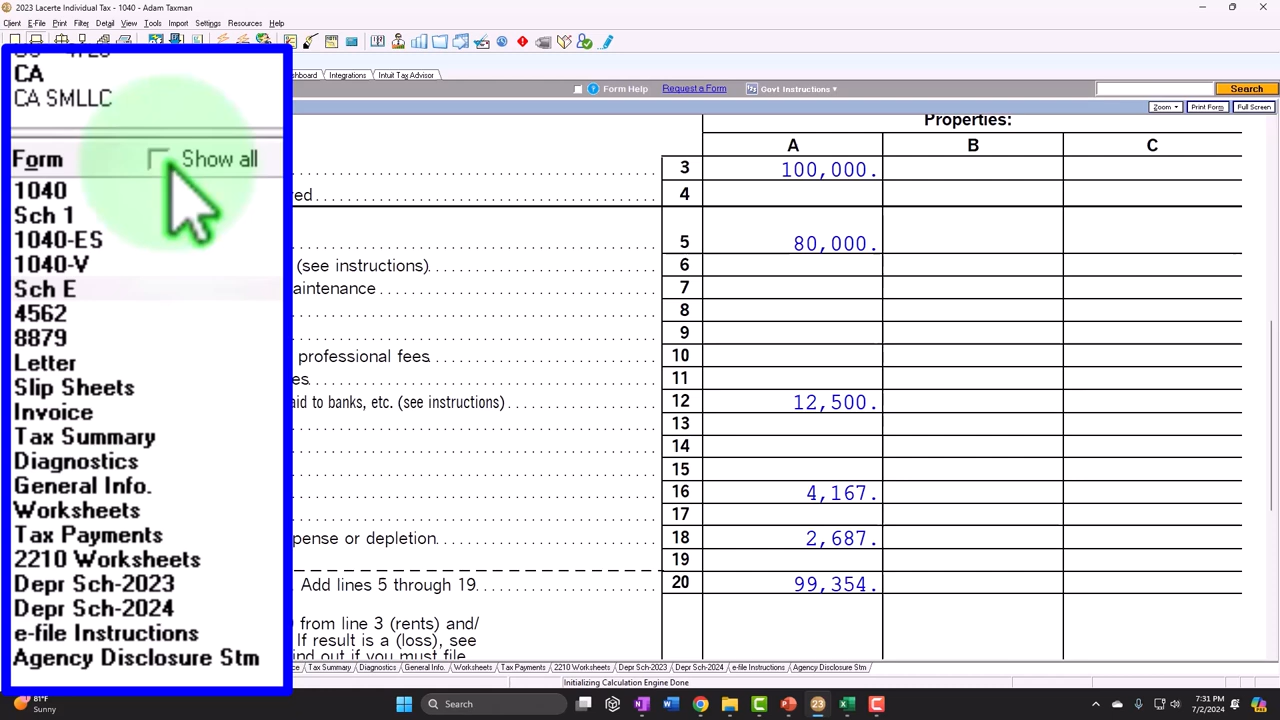 2023 Lacerte Individual Tax - 1040 - Adam Taxman
Client E-File Print Filter Detail View Tools Import Settings Resources Help
Integrations Intuit Tax Advisor
Form Help Request a Form Govt Instructions Search
Zoom Print Form Full Screen
CA
CA SMLLC
Form Show all
1040
Sch 1
1040-ES
1040-V
Sch E
4562
8879
Letter
Slip Sheets
Invoice
Tax Summary
Diagnostics
General Info.
Worksheets
Tax Payments
2210 Worksheets
Depr Sch-2023
Depr Sch-2024
e-file Instructions
Agency Disclosure Stm
Properties:
A B C
3 100,000.
4
5 80,000.
(see instructions) 6
7
8
9
professional fees 10
11
aid to banks, etc. (see instructions) 12 12,500.
13
14
15
16 4,167.
17
pense or depletion 18 2,687.
19
Add lines 5 through 19 20 99,354.
from line 3 (rents) and/
If result is a (loss), see
find out if you must file
Tax Summary Diagnostics General Info. Worksheets Tax Payments 2210 Worksheets Depr Sch-2023 Depr Sch-2024 e-file Instructions Agency Disclosure Stm
Initializing Calculation Engine Done
81°F
Sunny
Search
23
7:31 PM
7/2/2024